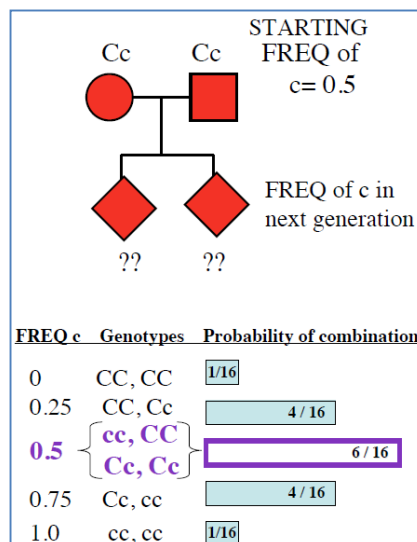 STARTING
Cc Cc FREQ of
c= 0.5
FREQ of c in
next generation
?? ??
FREQ c Genotypes Probability of combination
0 CC, CC 1/16
0.25 CC, Cc 4 / 16
cc, CC
0.5 6 / 16
Cc, Cc
0.75 Cc, cc 4 / 16
1.0 cc, cc 1/16